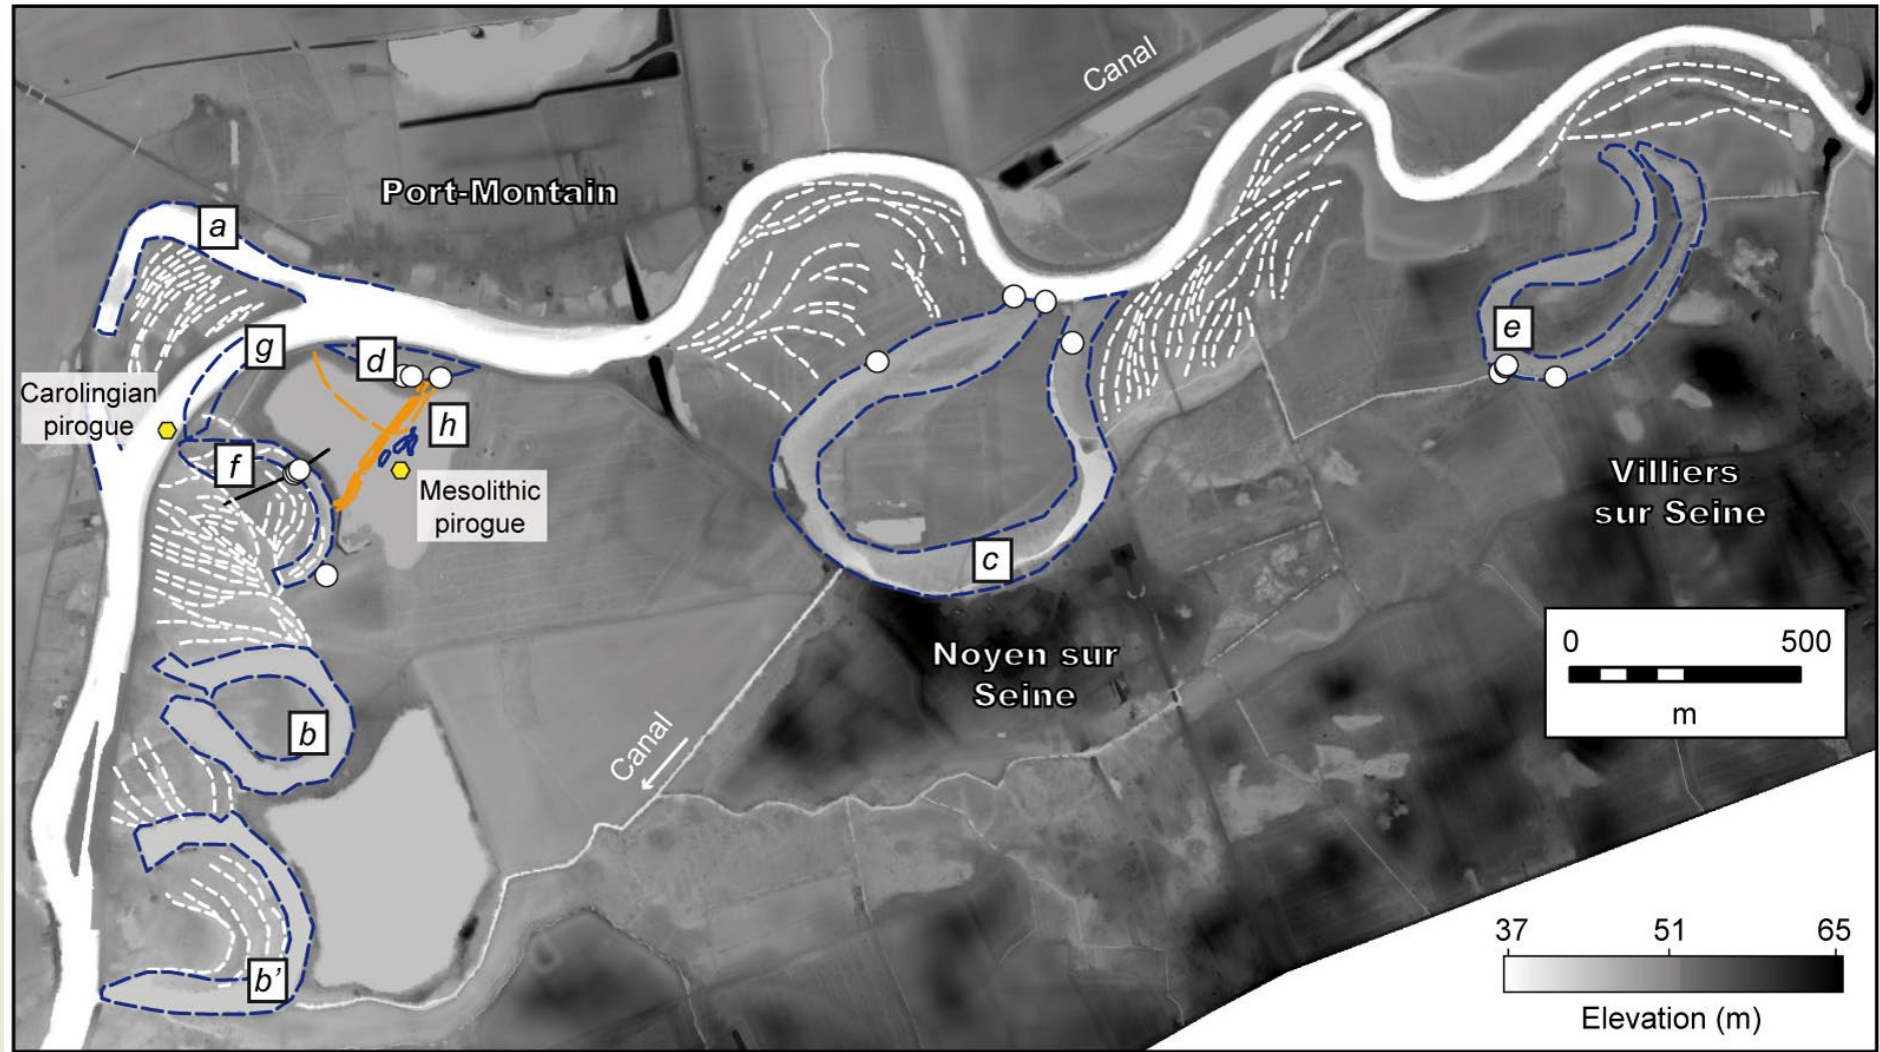 Canal
Port-Montain
a
g
d
Carolingian
pirogue
h
e
f
Mesolithic
pirogue
Villiers
sur Seine
c
Noyen sur
Seine
0 500
m
b
Canal
37 51 65
b’
Elevation (m)